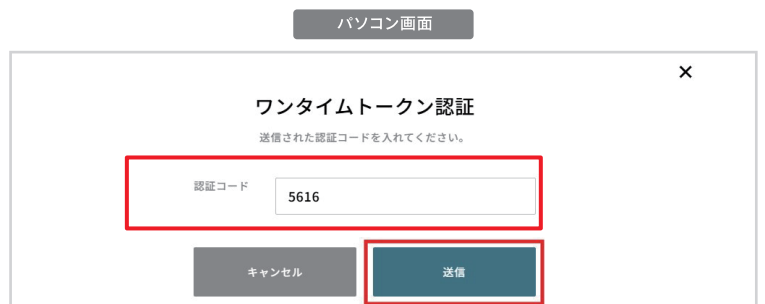 パソコン画面
×
ワンタイムトークン認証
送信された認証コードを入れてください。
認証コード
5616
キャンセル
送信